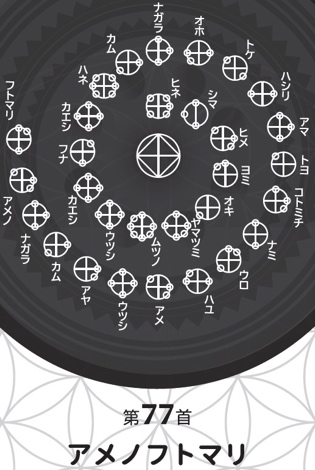 ヒネ
シマ
ヒメ
ヨミ
オキ
ヤマツミ
ムツノ
ウツシ
カエシ
フナ
カエシ
ハネ
カム
ナガラ
オホ
トケ
ハシリ
アマ
トヨ
コトミチ
ナミ
ウロ
ハユ
アメ
ウツシ
アヤ
カム
ナガラ
アメノ
フトマリ
第77首
アメノフトマリ